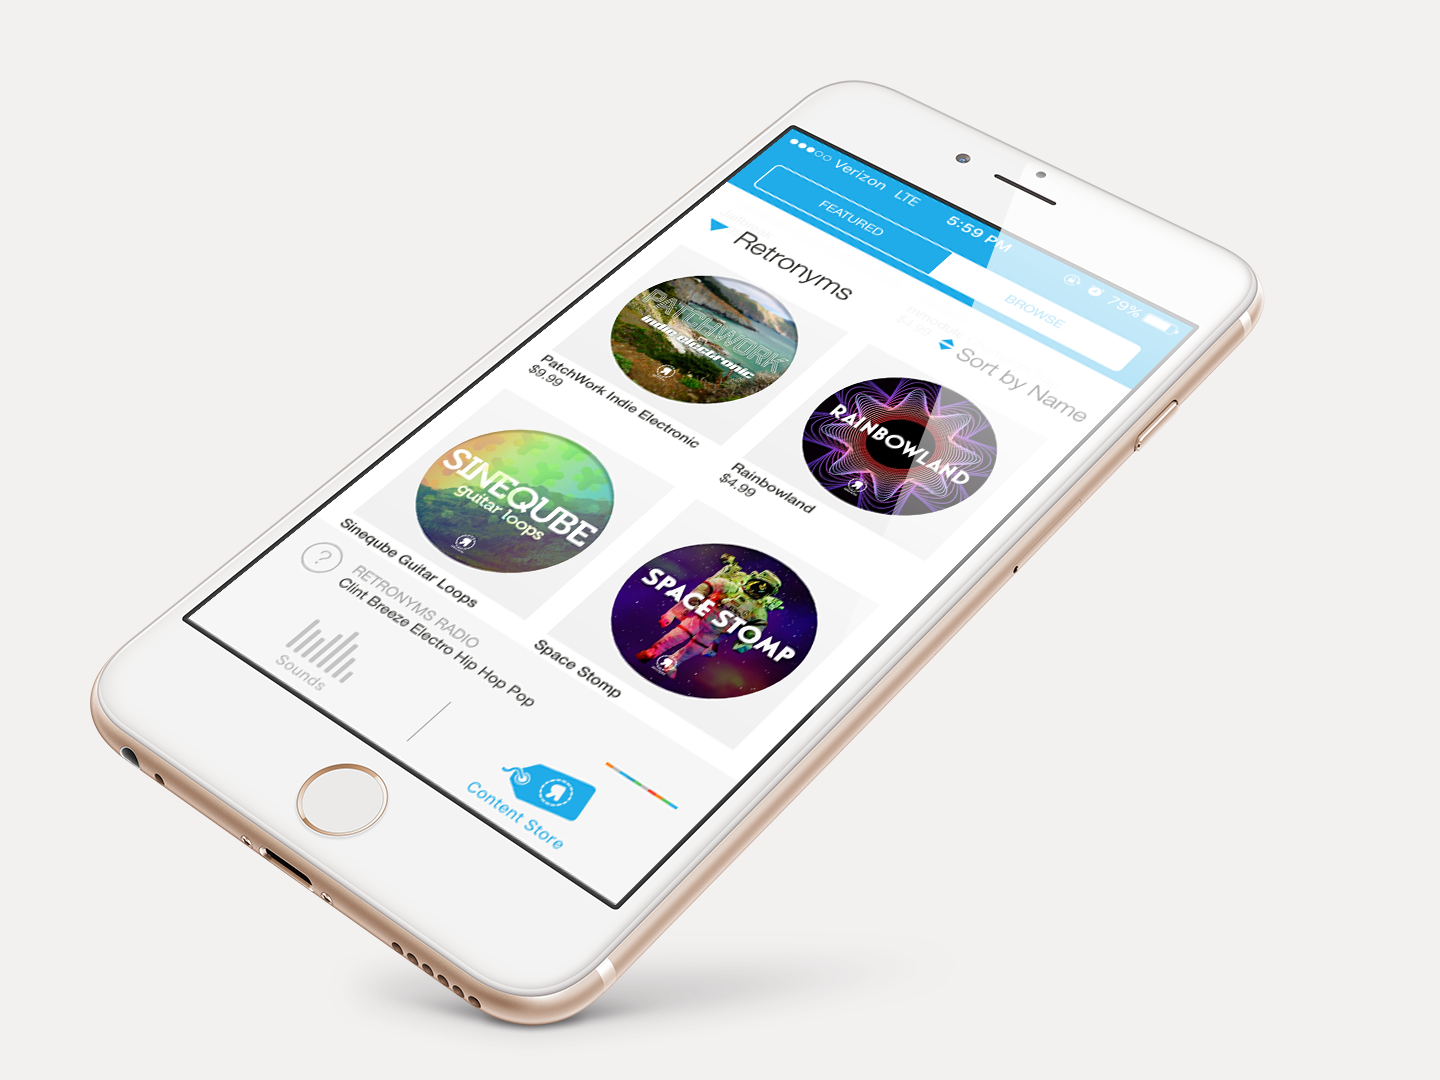 Verizon LTE
5:59 PM
79%
FEATURED
BROWSE
Retronyms
Sort by Name
PATCHWORK
indie electronic
PatchWork Indie Electronic
$9.99
RAINBOWLAND
Rainbowland
$4.99
SINEQUBE
guitar loops
Sineqube Guitar Loops
SPACE STOMP
Space Stomp
?
RETRONYMS RADIO
Clint Breeze Electro Hip Hop Pop
Sounds
Content Store